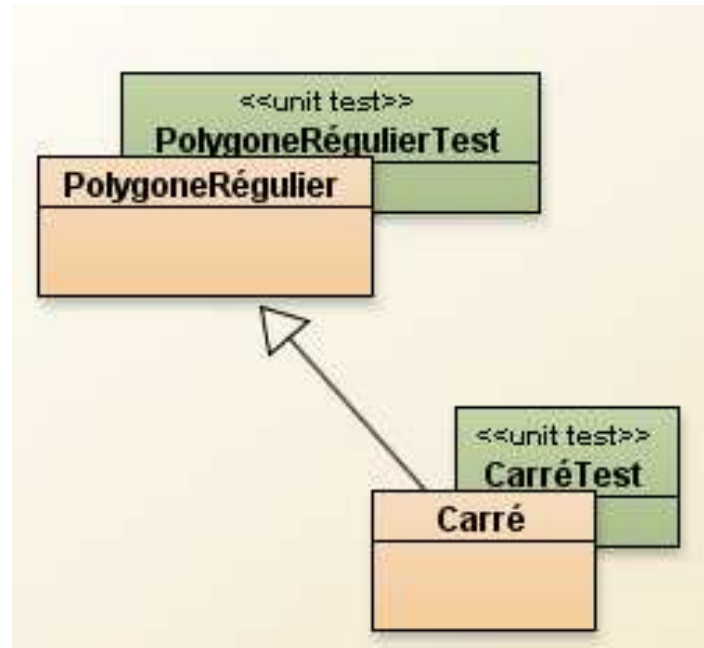 <<unit test>>
PolygoneRégulierTest
PolygoneRégulier
<<unit test>>
CarréTest
Carré